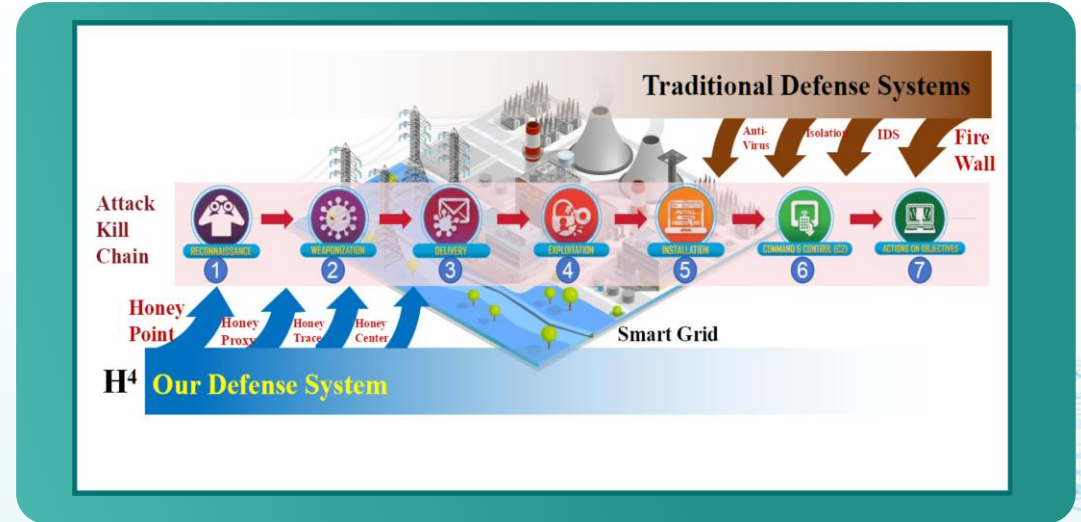 Traditional Defense Systems
Anti-
Virus
Isolation
IDS
Fire
Wall
Attack
Kill
Chain
RECONNAISSANCE
WEAPONIZATION
DELIVERY
EXPLOITATION
INSTALLATION
COMMAND & CONTROL (C2)
ACTIONS ON OBJECTIVES
1
2
3
4
5
6
7
Honey
Point
Honey
Proxy
Honey
Trace
Honey
Center
Smart Grid
H⁴ Our Defense System